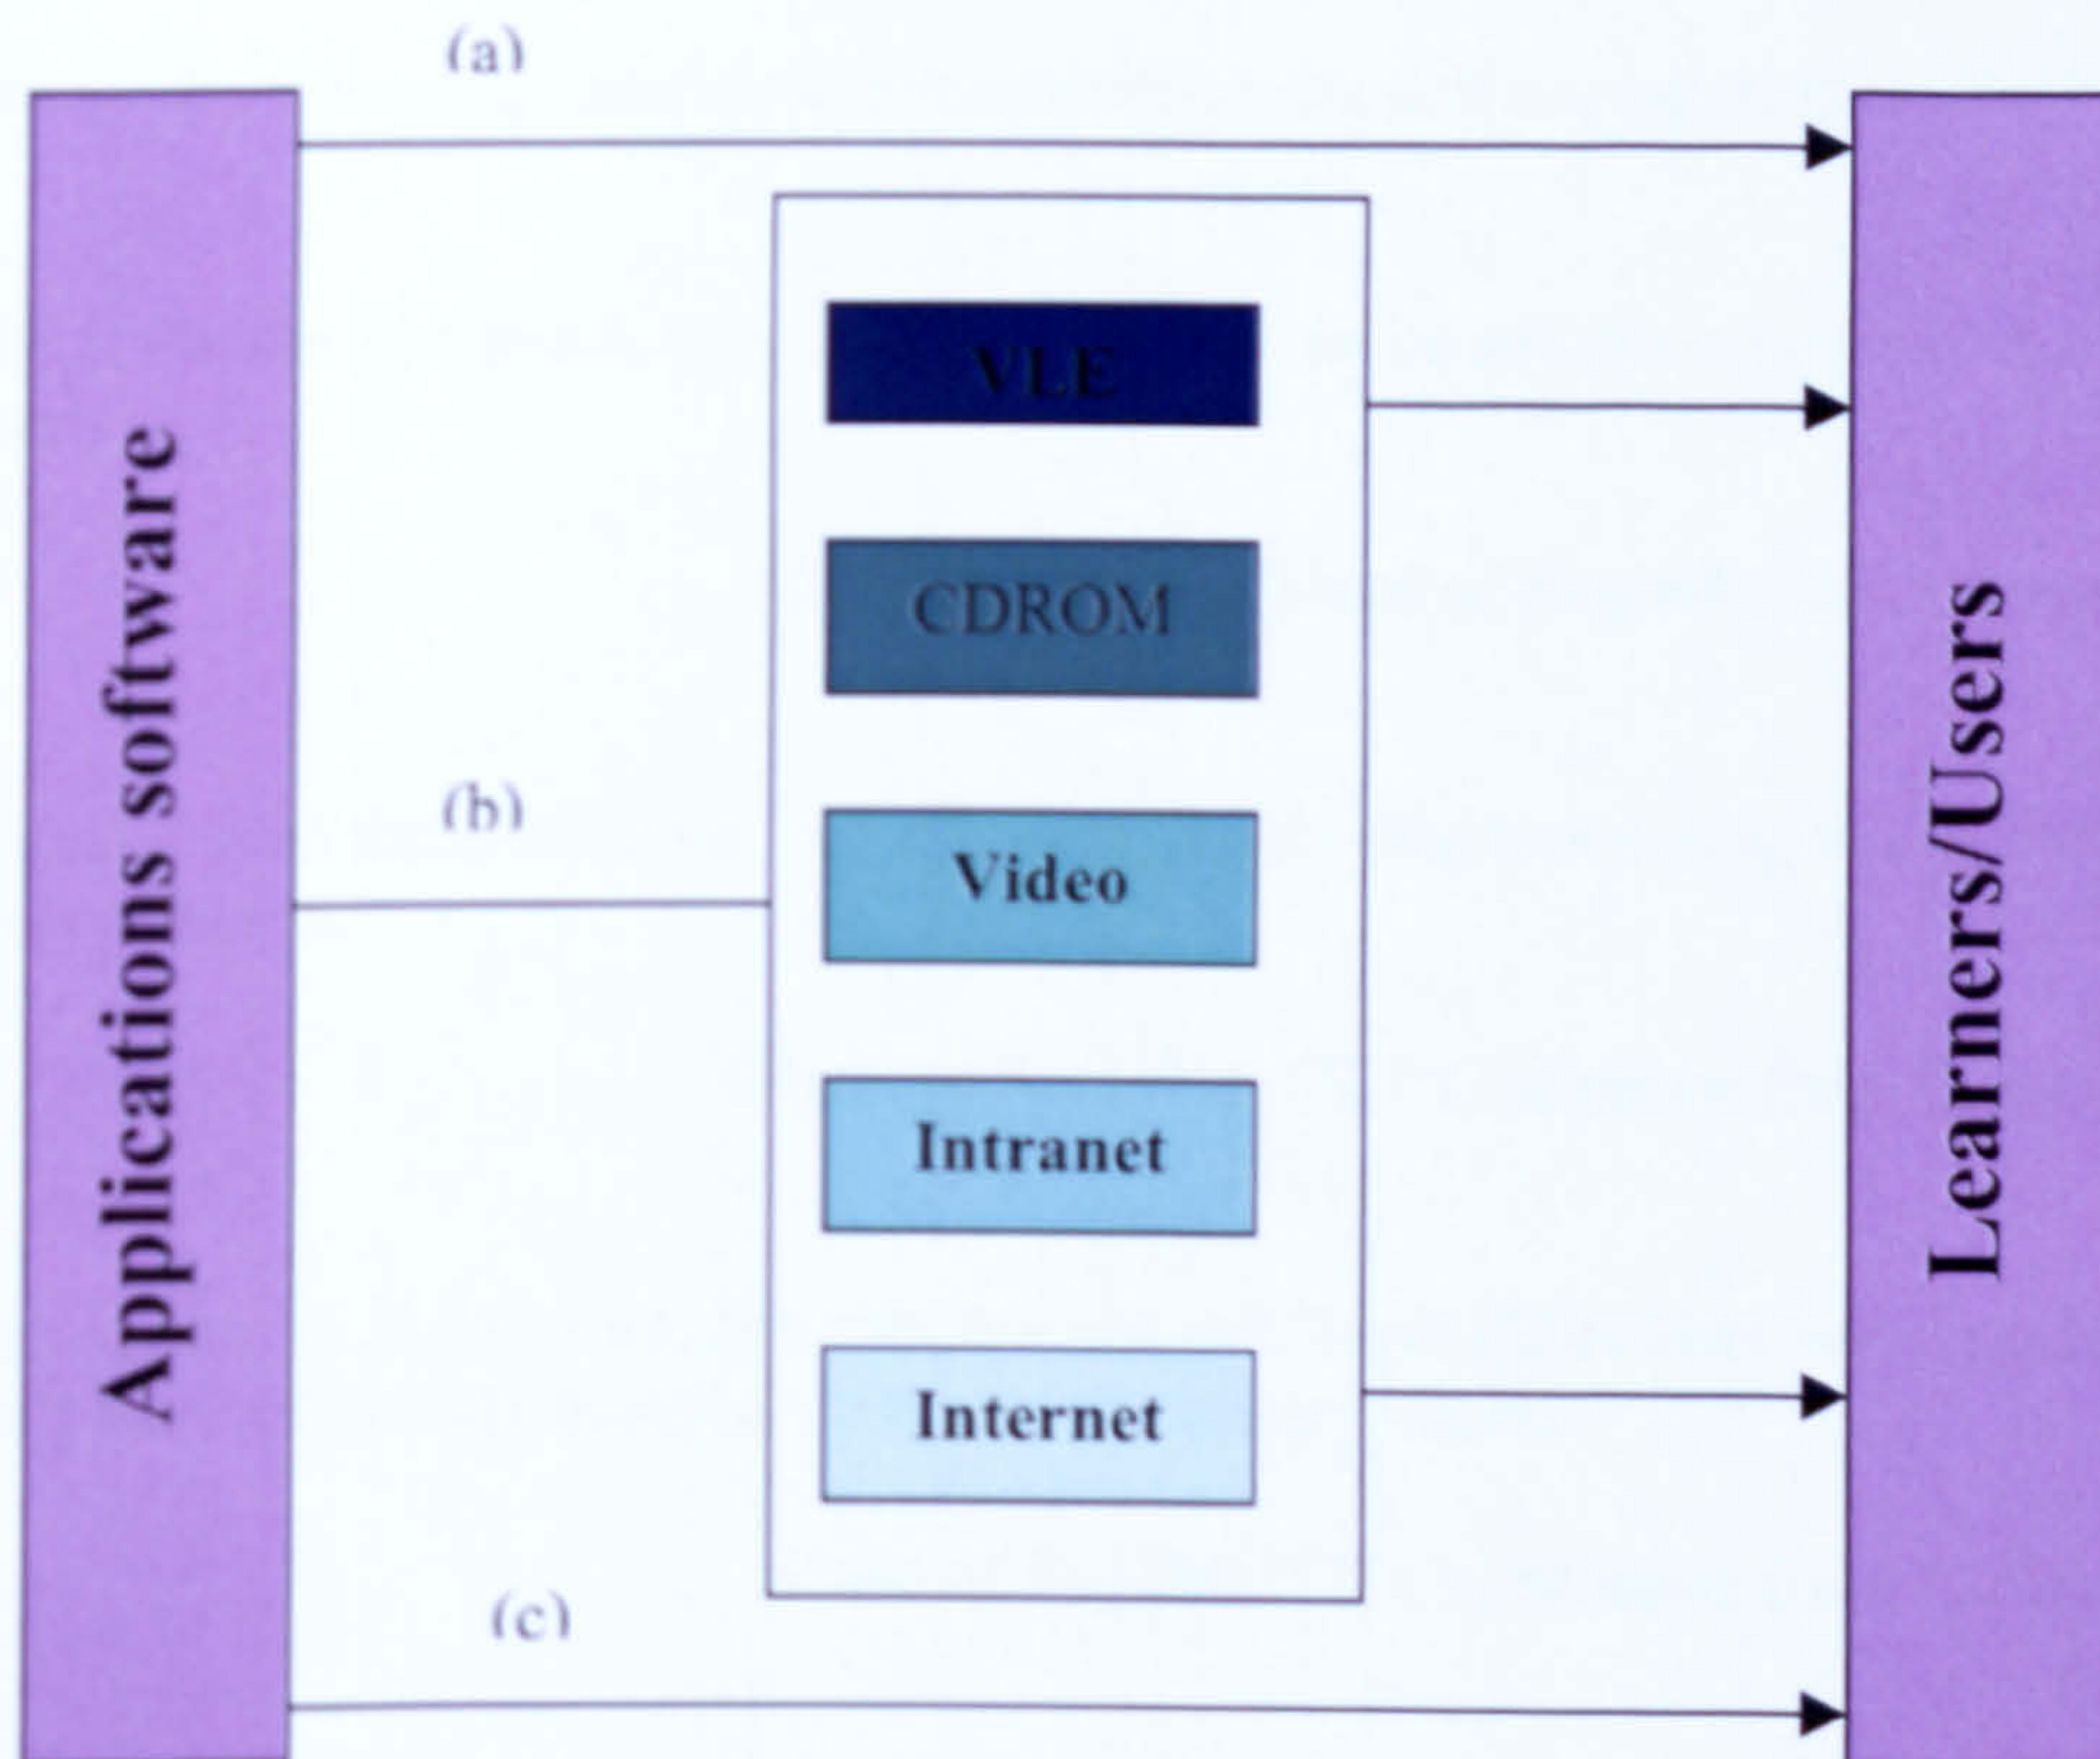 (a)
Applications software
VLE
CDROM
(b)
Video
Intranet
Internet
(c)
Learners/Users